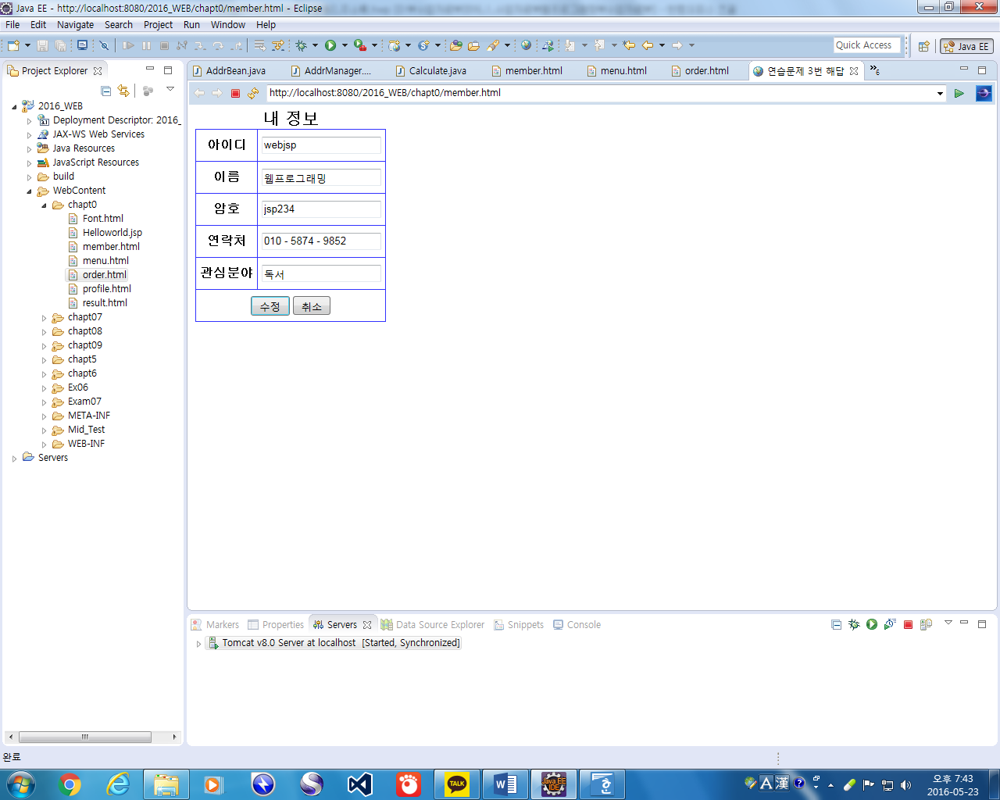 Java EE - http://localhost:8080/2016_WEB/chapt0/member.html - Eclipse
File Edit Navigate Search Project Run Window Help
Quick Access
Java EE
Project Explorer
AddrBean.java
AddrManager....
Calculate.java
member.html
menu.html
order.html
연습문제 3번 해답
»6
http://localhost:8080/2016_WEB/chapt0/member.html
2016_WEB
Deployment Descriptor: 2016_
JAX-WS Web Services
Java Resources
JavaScript Resources
build
WebContent
chapt0
Font.html
Helloworld.jsp
member.html
menu.html
order.html
profile.html
result.html
chapt07
chapt08
chapt09
chapt5
chapt6
Ex06
Exam07
META-INF
Mid_Test
WEB-INF
Servers
내 정보
아이디 webjsp
이름 웹프로그래밍
암호 jsp234
연락처 010 - 5874 - 9852
관심분야 독서
수정 취소
Markers Properties Servers Data Source Explorer Snippets Console
Tomcat v8.0 Server at localhost [Started, Synchronized]
완료
TALK
Java EE
IDE
A 漢
오후 7:43
2016-05-23